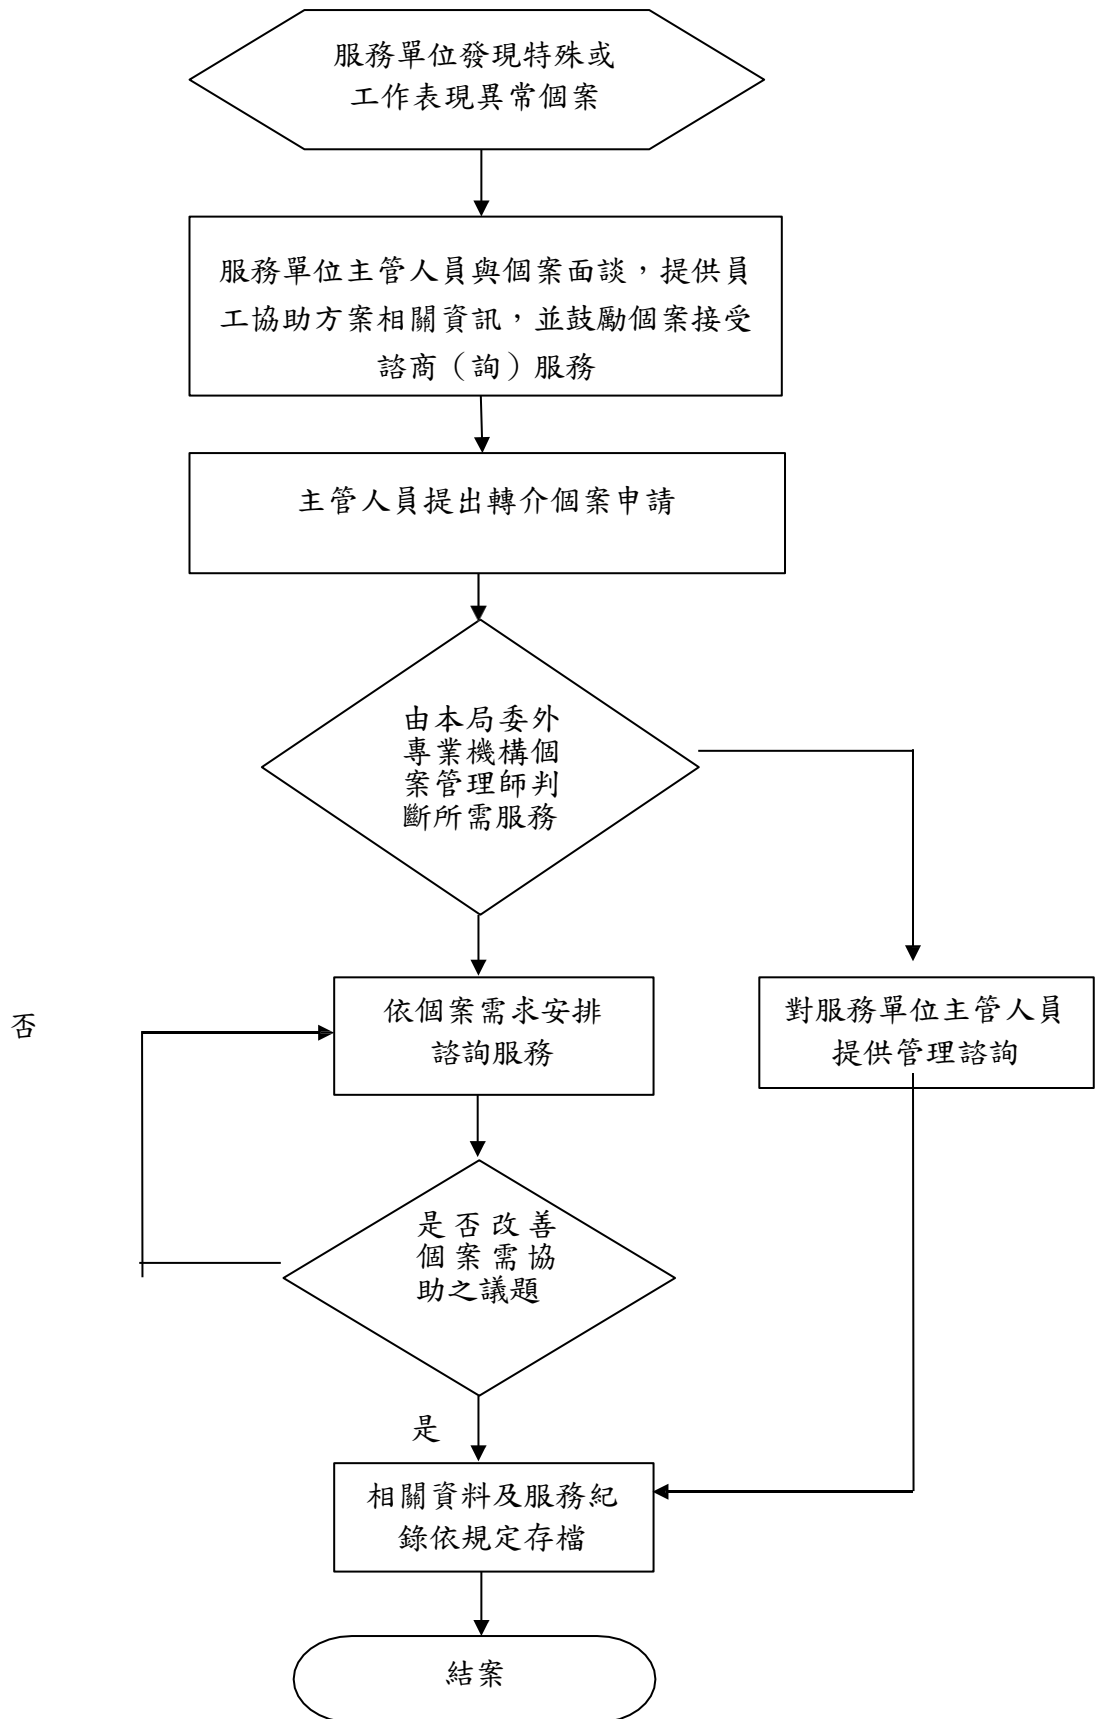 服務單位發現特殊或
工作表現異常個案
服務單位主管人員與個案面談，提供員
工協助方案相關資訊，並鼓勵個案接受
諮商（詢）服務
主管人員提出轉介個案申請
由本局委外
專業機構個
案管理師判
斷所需服務
依個案需求安排
諮詢服務
對服務單位主管人員
提供管理諮詢
否
是否改善
個案需協
助之議題
是
相關資料及服務紀
錄依規定存檔
結案